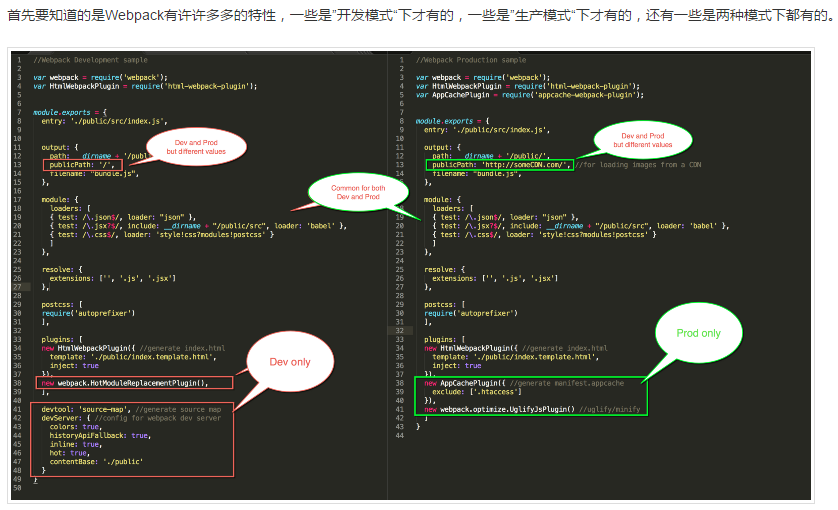 首先要知道的是Webpack有许许多多的特性，一些是”开发模式“下才有的，一些是”生产模式“下才有的，还有一些是两种模式下都有的。
1 //Webpack Development sample
2
3 var webpack = require('webpack');
4 var HtmlWebpackPlugin = require('html-webpack-plugin');
5
6
7 module.exports = {
8 entry: './public/src/index.js',
9
10
11 output: {
12 path: __dirname + '/publ
13 publicPath: '/',
14 filename: "bundle.js",
15 },
16
17 module: {
18 loaders: [
19 { test: /\.json$/, loader: "json" },
20 { test: /\.jsx?$/, include: __dirname + "/public/src", loader: 'babel' },
21 { test: /\.css$/, loader: 'style!css?modules!postcss' }
22 ]
23 },
24
25 resolve: {
26 extensions: ['', '.js', '.jsx']
27 },
28
29 postcss: [
30 require('autoprefixer')
31 ],
32
33 plugins: [
34 new HtmlWebpackPlugin({ //generate index.html
35 template: './public/index.template.html',
36 inject: true
37 }),
38 new webpack.HotModuleReplacementPlugin(),
39 ],
40
41 devtool: 'source-map', //generate source map
42 devServer: { //config for webpack dev server
43 colors: true,
44 historyApiFallback: true,
45 inline: true,
46 hot: true,
47 contentBase: './public'
48 }
49 }
50
Dev and Prod
but different values
Common for both
Dev and Prod
Dev only
1 //Webpack Production sample
2
3 var webpack = require('webpack');
4 var HtmlWebpackPlugin = require('html-webpack-plugin');
5 var AppCachePlugin = require('appcache-webpack-plugin');
6
7
8 module.exports = {
9 entry: './public/src/index.js',
10
11 output: {
12 path: __dirname + '/public/',
13 publicPath: 'http://someCDN.com/', //for loading images from a CDN
14 filename: "bundle.js",
15 },
16
17 module: {
18 loaders: [
19 { test: /\.json$/, loader: "json" },
20 { test: /\.jsx?$/, include: __dirname + "/public/src", loader: 'babel' },
21 { test: /\.css$/, loader: 'style!css?modules!postcss' }
22 ]
23 },
24
25 resolve: {
26 extensions: ['', '.js', '.jsx']
27 },
28
29 postcss: [
30 require('autoprefixer')
31 ],
32
33 plugins: [
34 new HtmlWebpackPlugin({ //generate index.html
35 template: './public/index.template.html',
36 inject: true
37 }),
38 new AppCachePlugin({ //generate manifest.appcache
39 exclude: ['.htaccess']
40 }),
41 new webpack.optimize.UglifyJsPlugin() //uglify/minify
42 ]
43 }
44
Dev and Prod
but different values
Prod only